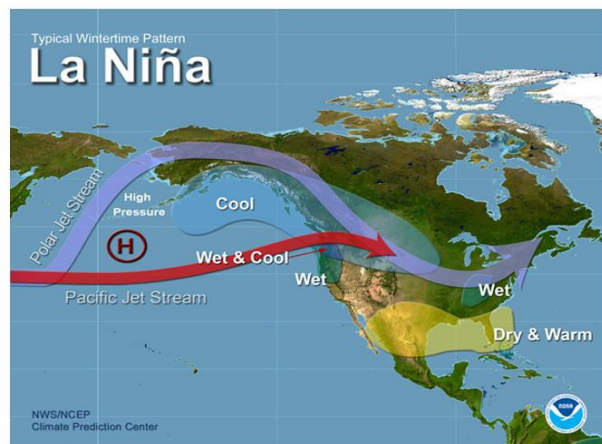 Typical Wintertime Pattern
La Niña
Polar Jet Stream
High
Pressure
H
Cool
Wet & Cool
Wet
Pacific Jet Stream
Wet
Dry & Warm
NWS/NCEP
Climate Prediction Center
NOAA